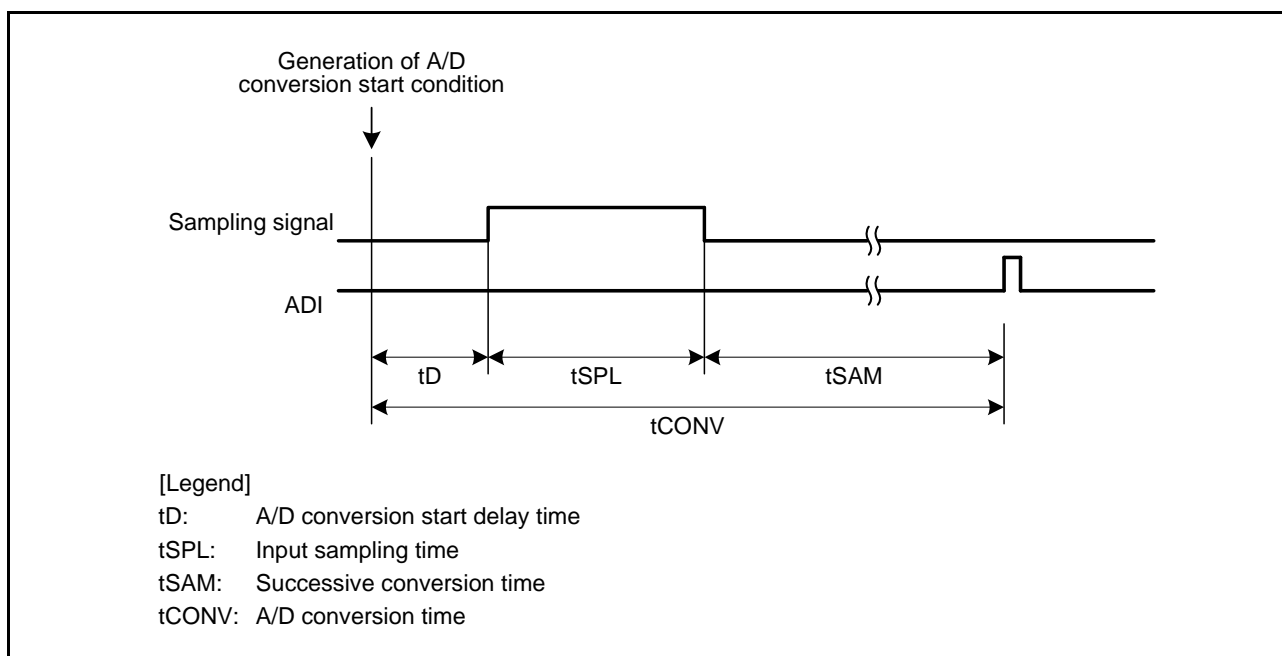 Generation of A/D
conversion start condition
Sampling signal
ADI
tD
tSPL
tSAM
tCONV
[Legend]
tD: A/D conversion start delay time
tSPL: Input sampling time
tSAM: Successive conversion time
tCONV: A/D conversion time